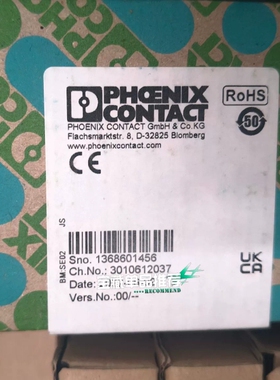 PHOENIX
CONTACT
RoHS
50
PHOENIX CONTACT GmbH & Co.KG
Flachsmarktstr. 8, D-32825 Blomberg
www.phoenixcontact.com
CE
JS
BM:SE02
Sno. 1368601456
Ch.No.: 3010612037
Date:
Vers.No.:00/--
RECOMMEND
UK
CA